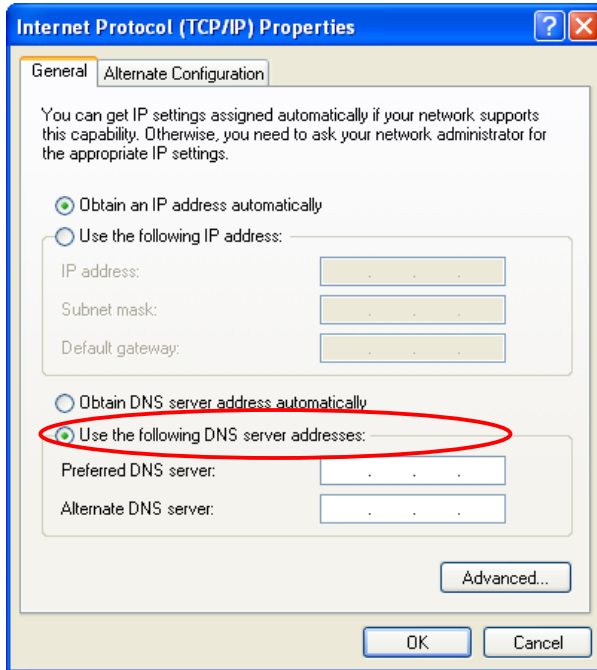 Internet Protocol (TCP/IP) Properties
General Alternate Configuration
You can get IP settings assigned automatically if your network supports
this capability. Otherwise, you need to ask your network administrator for
the appropriate IP settings.
Obtain an IP address automatically
Use the following IP address:
IP address:
Subnet mask:
Default gateway:
Obtain DNS server address automatically
Use the following DNS server addresses:
Preferred DNS server:
Alternate DNS server:
Advanced...
OK Cancel